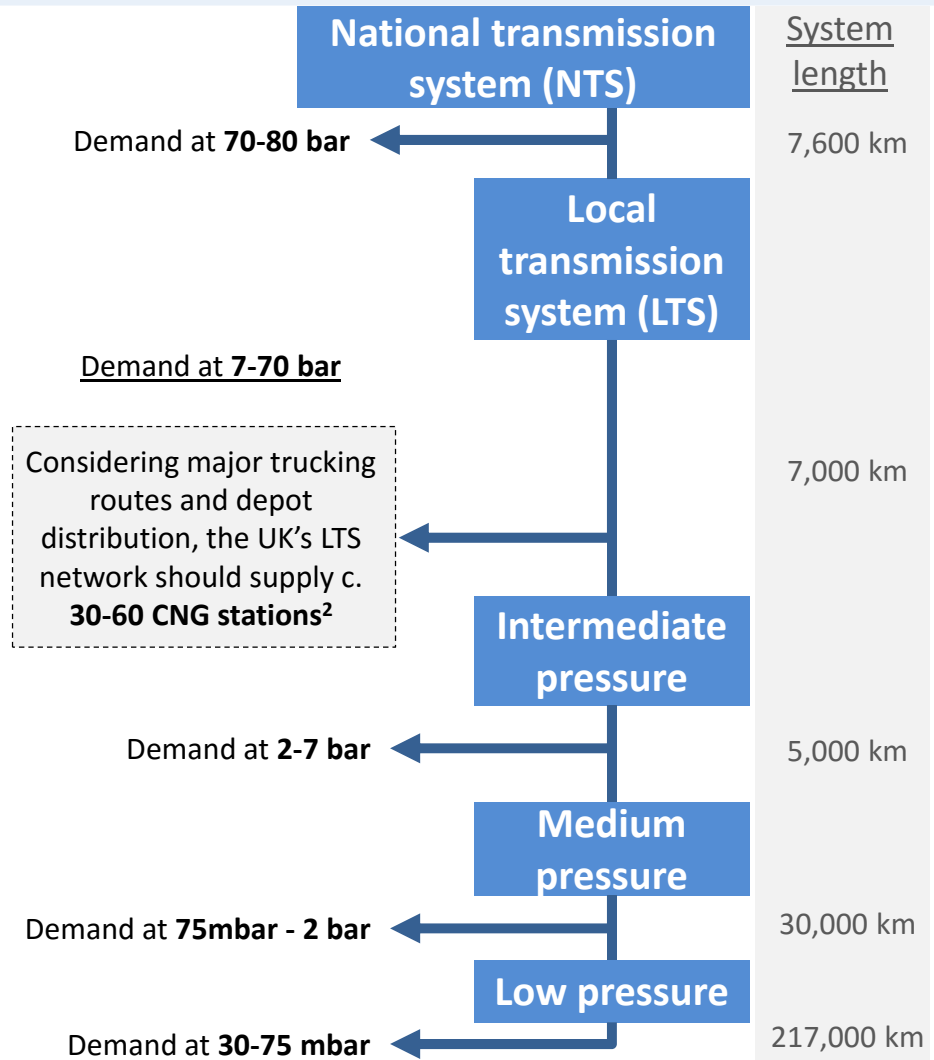 National transmission
system (NTS)
System
length
Demand at 70-80 bar
7,600 km
Local
transmission
system (LTS)
Demand at 7-70 bar
Considering major trucking
routes and depot
distribution, the UK’s LTS
network should supply c.
30-60 CNG stations2
7,000 km
Intermediate
pressure
Demand at 2-7 bar
5,000 km
Medium
pressure
Demand at 75mbar - 2 bar
30,000 km
Low pressure
Demand at 30-75 mbar
217,000 km